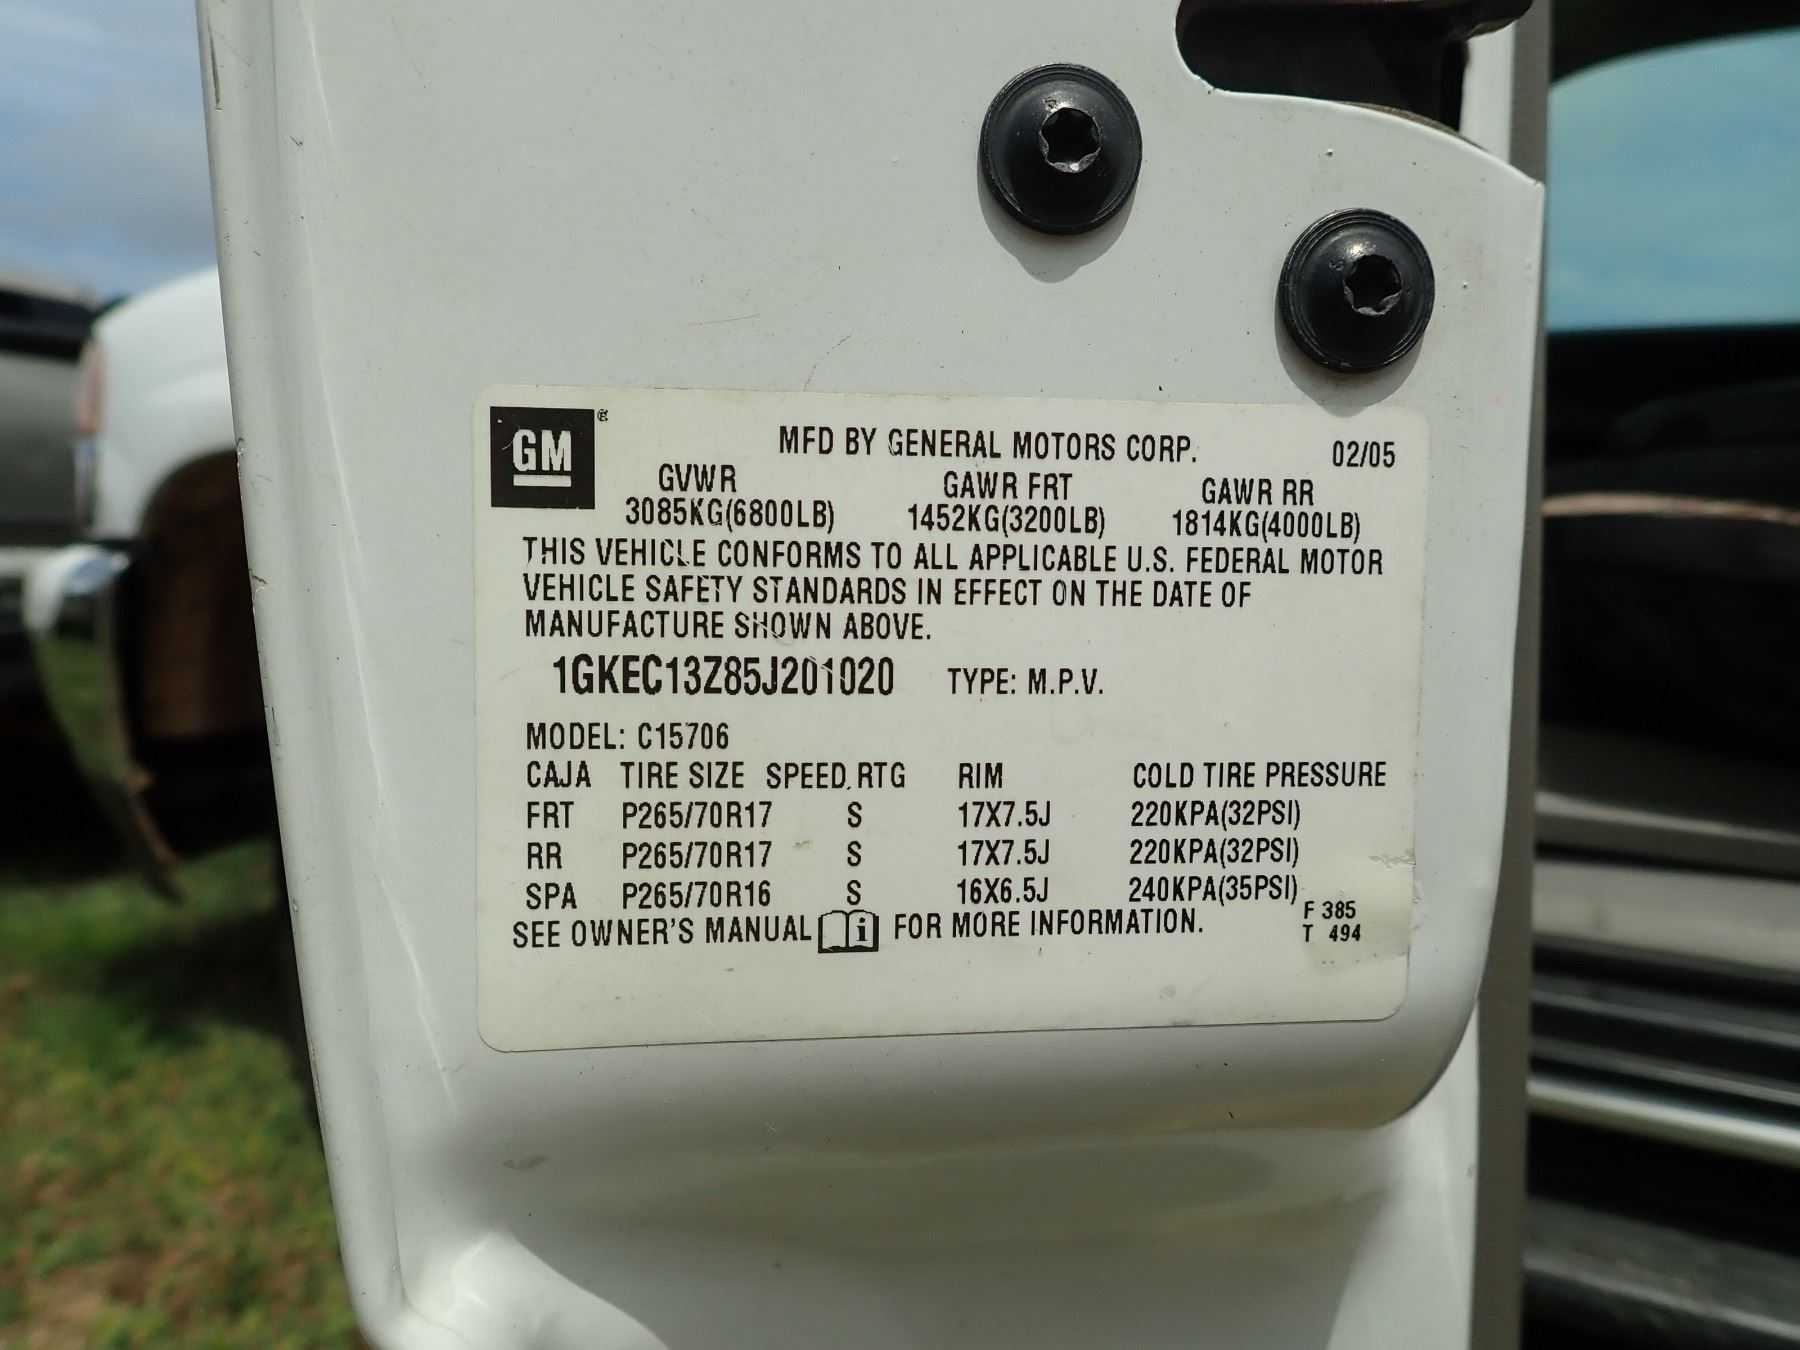 GM®
MFD BY GENERAL MOTORS CORP. 02/05
GVWR GAWR FRT GAWR RR
3085KG(6800LB) 1452KG(3200LB) 1814KG(4000LB)
THIS VEHICLE CONFORMS TO ALL APPLICABLE U.S. FEDERAL MOTOR
VEHICLE SAFETY STANDARDS IN EFFECT ON THE DATE OF
MANUFACTURE SHOWN ABOVE.
1GKEC13Z85J201020 TYPE: M.P.V.
MODEL: C15706
CAJA TIRE SIZE SPEED RTG RIM COLD TIRE PRESSURE
FRT P265/70R17 S 17X7.5J 220KPA(32PSI)
RR P265/70R17 S 17X7.5J 220KPA(32PSI)
SPA P265/70R16 S 16X6.5J 240KPA(35PSI)
SEE OWNER'S MANUAL i FOR MORE INFORMATION.
F 385
T 494